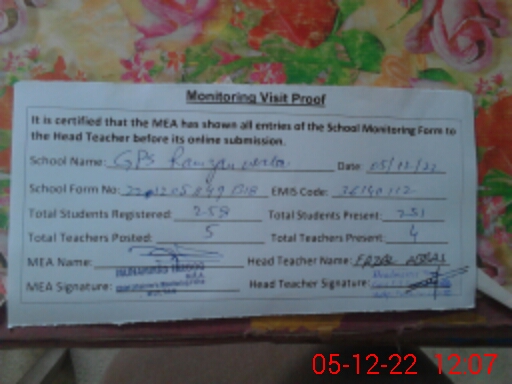 Monitoring Visit Proof
It is certified that the MEA has shown all entries of the School Monitoring Form to
the Head Teacher before its online submission.
School Name: GPS Date: 05/12/22
School Form No: EMIS Code:
Total Students Registered: 258 Total Students Present: 251
Total Teachers Posted: 5 Total Teachers Present: 4
MEA Name: Head Teacher Name:
MEA Signature: Head Teacher Signature:
05-12-22 12:07